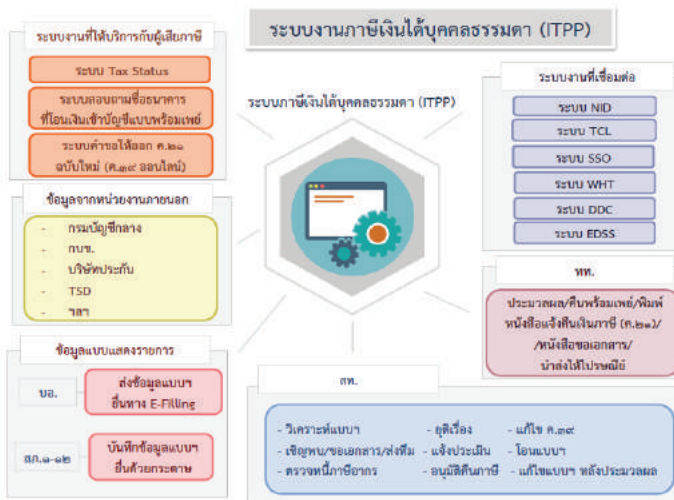 ระบบงานที่ให้บริการกับผู้เสียภาษี
ระบบ Tax Status
ระบบสอบถามชื่อธนาคาร
ที่โอนเงินเข้าบัญชีแบบพร้อมเพย์
ระบบคำขอให้ออก ค.๒๑
ฉบับใหม่ (ค.๓๙ ออนไลน์)
ข้อมูลจากหน่วยงานภายนอก
- กรมบัญชีกลาง
- กบข.
- บริษัทประกัน
- TSD
- ฯลฯ
ข้อมูลแบบแสดงรายการ
บอ.
ส่งข้อมูลแบบฯ
ยื่นทาง E-Filling
สภ.๑-๑๒
บันทึกข้อมูลแบบฯ
ยื่นด้วยกระดาษ
ระบบงานภาษีเงินได้บุคคลธรรมดา (ITPP)
ระบบภาษีเงินได้บุคคลธรรมดา (ITPP)
ระบบงานที่เชื่อมต่อ
ระบบ NID
ระบบ TCL
ระบบ SSO
ระบบ WHT
ระบบ DDC
ระบบ EDSS
ทท.
ประมวลผล/คืนพร้อมเพย์/พิมพ์
หนังสือแจ้งคืนเงินภาษี (ค.๒๑)/
/หนังสือขอเอกสาร/
นำส่งให้ไปรษณีย์
สท.
- วิเคราะห์แบบฯ - ยุติเรื่อง - แก้ไข ค.๓๙
- เชิญพบ/ขอเอกสาร/ส่งทีม - แจ้งประเมิน - โอนแบบฯ
- ตรวจหนี้ภาษีอากร - อนุมัติคืนภาษี - แก้ไขแบบฯ หลังประมวลผล